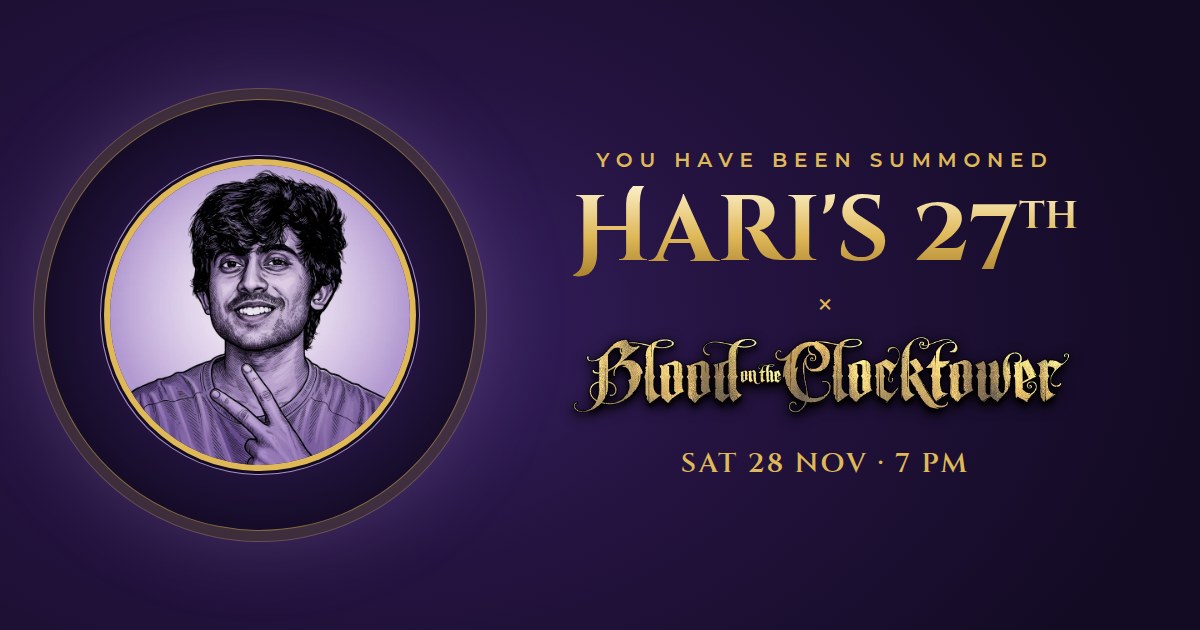 YOU HAVE BEEN SUMMONED
HARI'S 27TH
×
Blood on the Clocktower
SAT 28 NOV · 7 PM